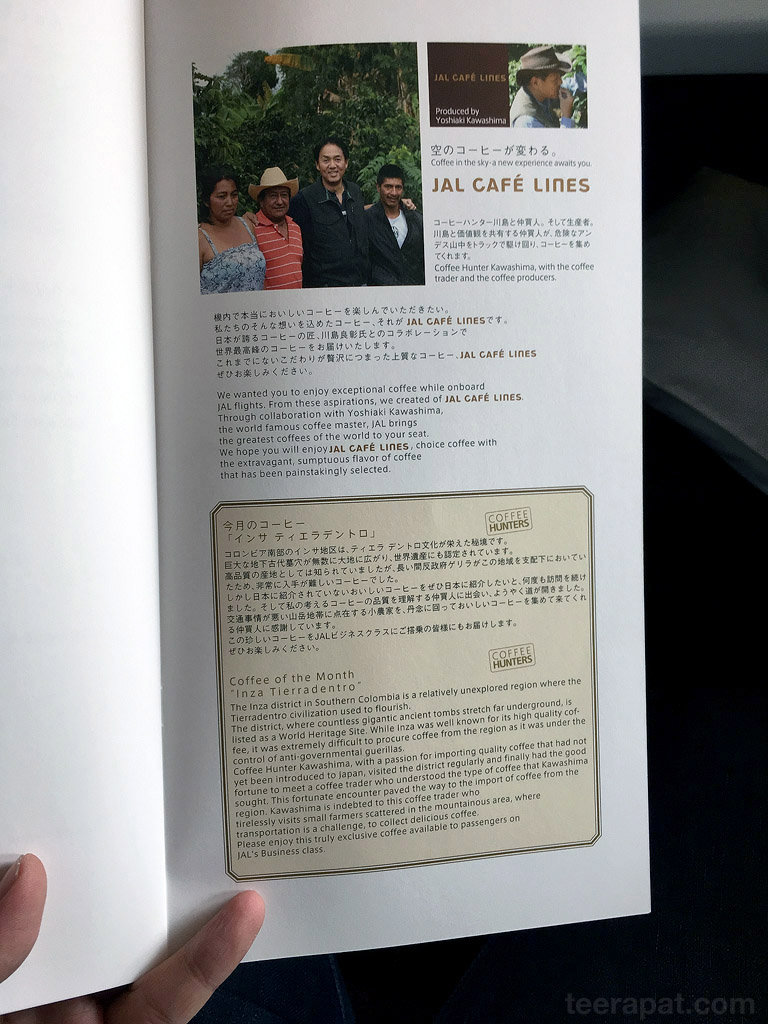 JAL CAFÉ LINES
Produced by
Yoshiaki Kawashima
空のコーヒーが変わる。
Coffee in the sky-a new experience awaits you.
JAL CAFÉ LINES
コーヒーハンター川島と仲買人。そして生産者。
川島と価値観を共有する仲買人が、危険なアン
デス山中をトラックで駆け回り、コーヒーを集め
てくれます。
Coffee Hunter Kawashima, with the coffee
trader and the coffee producers.
機内で本当においしいコーヒーを楽しんでいただきたい。
私たちのそんな想いを込めたコーヒー、それが JAL CAFÉ LINESです。
日本が誇るコーヒーの匠、川島良彰氏とのコラボレーションで
世界最高峰のコーヒーをお届けいたします。
これまでにないこだわりが贅沢につまった上質なコーヒー、JAL CAFÉ LINES
ぜひお楽しみください。
We wanted you to enjoy exceptional coffee while onboard
JAL flights. From these aspirations, we created of JAL CAFÉ LINES.
Through collaboration with Yoshiaki Kawashima,
the world famous coffee master, JAL brings
the greatest coffees of the world to your seat.
We hope you will enjoy JAL CAFÉ LINES, choice coffee with
the extravagant, sumptuous flavor of coffee
that has been painstakingly selected.
COFFEE
HUNTERS
今月のコーヒー
「インサ ティエラデントロ」
コロンビア南部のインサ地区は、ティエラ デントロ文化が栄えた秘境です。
巨大な地下古代墓穴が無数に大地に広がり、世界遺産にも認定されています。
高品質の産地としては知られていましたが、長い間反政府ゲリラがこの地域を支配下においてい
たため、非常に入手が難しいコーヒーでした。
しかし日本に紹介されていないおいしいコーヒーをぜひ日本に紹介したいと、何度も訪問を続け
ました。そして私の考えるコーヒーの品質を理解する仲買人に出会い、ようやく道が開きました。
交通事情が悪い山岳地帯に点在する小農家を、丹念に回っておいしいコーヒーを集めて来てくれ
る仲買人に感謝しています。
この珍しいコーヒーをJALビジネスクラスにご搭乗の皆様にもお届けします。
ぜひお楽しみください。
COFFEE
HUNTERS
Coffee of the Month
"Inza Tierradentro"
The Inza district in Southern Colombia is a relatively unexplored region where the
Tierradentro civilization used to flourish.
The district, where countless gigantic ancient tombs stretch far underground, is
listed as a World Heritage Site. While Inza was well known for its high quality cof-
fee, it was extremely difficult to procure coffee from the region as it was under the
control of anti-governmental guerillas.
Coffee Hunter Kawashima, with a passion for importing quality coffee that had not
yet been introduced to Japan, visited the district regularly and finally had the good
fortune to meet a coffee trader who understood the type of coffee that Kawashima
sought. This fortunate encounter paved the way to the import of coffee from the
region. Kawashima is indebted to this coffee trader who
tirelessly visits small farmers scattered in the mountainous area, where
transportation is a challenge, to collect delicious coffee.
Please enjoy this truly exclusive coffee available to passengers on
JAL's Business class.
teerapat.com